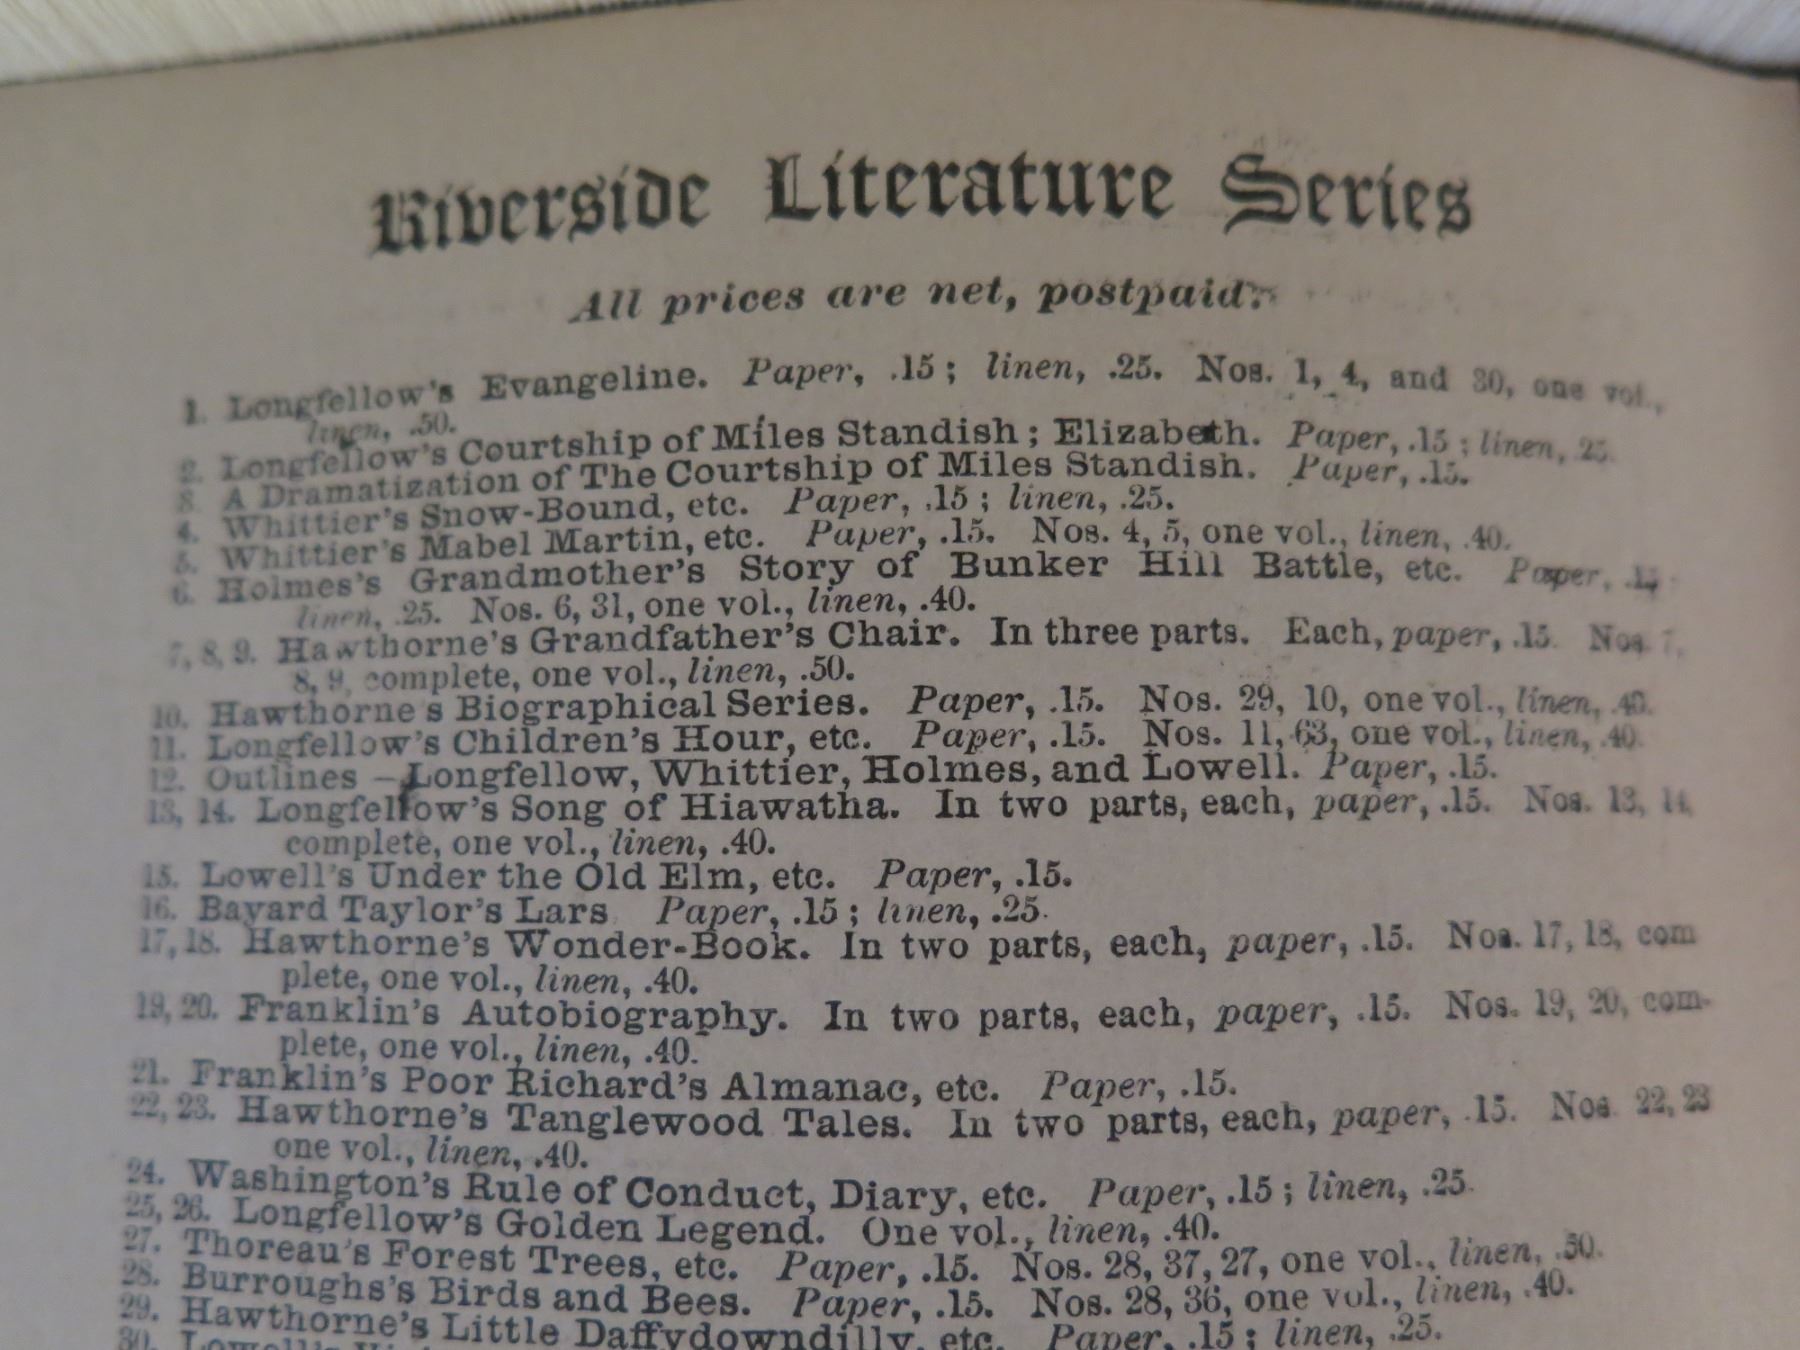 Riverside Literature Series
All prices are net, postpaid.
1. Longfellow's Evangeline. Paper, .15; linen, .25. Nos. 1, 4, and 30, one vol.,
linen, .50.
2. Longfellow's Courtship of Miles Standish; Elizabeth. Paper, .15; linen, .25.
3 A Dramatization of The Courtship of Miles Standish. Paper, .15.
4. Whittier's Snow-Bound, etc. Paper, .15; linen, .25.
5. Whittier's Mabel Martin, etc. Paper, .15. Nos. 4, 5, one vol., linen, .40.
6. Holmes's Grandmother's Story of Bunker Hill Battle, etc. Paper, .15;
linen, .25. Nos. 6, 31, one vol., linen, .40.
7, 8, 9. Hawthorne's Grandfather's Chair. In three parts. Each, paper, .15. Nos. 7,
8, 9, complete, one vol., linen, .50.
10. Hawthorne's Biographical Series. Paper, .15. Nos. 29, 10, one vol., linen, .40.
11. Longfellow's Children's Hour, etc. Paper, .15. Nos. 11, 63, one vol., linen, .40.
12. Outlines — Longfellow, Whittier, Holmes, and Lowell. Paper, .15.
13, 14. Longfellow's Song of Hiawatha. In two parts, each, paper, .15. Nos. 13, 14,
complete, one vol., linen, .40.
15. Lowell's Under the Old Elm, etc. Paper, .15.
16. Bayard Taylor's Lars Paper, .15; linen, .25.
17, 18. Hawthorne's Wonder-Book. In two parts, each, paper, .15. Nos. 17, 18, com
plete, one vol., linen, .40.
19, 20. Franklin's Autobiography. In two parts, each, paper, .15. Nos. 19, 20, com-
plete, one vol., linen, .40.
21. Franklin's Poor Richard's Almanac, etc. Paper, .15.
22, 23. Hawthorne's Tanglewood Tales. In two parts, each, paper, .15. Nos 22, 23
one vol., linen, .40.
24. Washington's Rule of Conduct, Diary, etc. Paper, .15; linen, .25.
25, 26. Longfellow's Golden Legend. One vol., linen, .40.
27. Thoreau's Forest Trees, etc. Paper, .15. Nos. 28, 37, 27, one vol., linen, .50.
28. Burroughs's Birds and Bees. Paper, .15. Nos. 28, 36, one vol., linen, .40.
29. Hawthorne's Little Daffydowndilly, etc. Paper, .15; linen, .25.
30. Lowell's